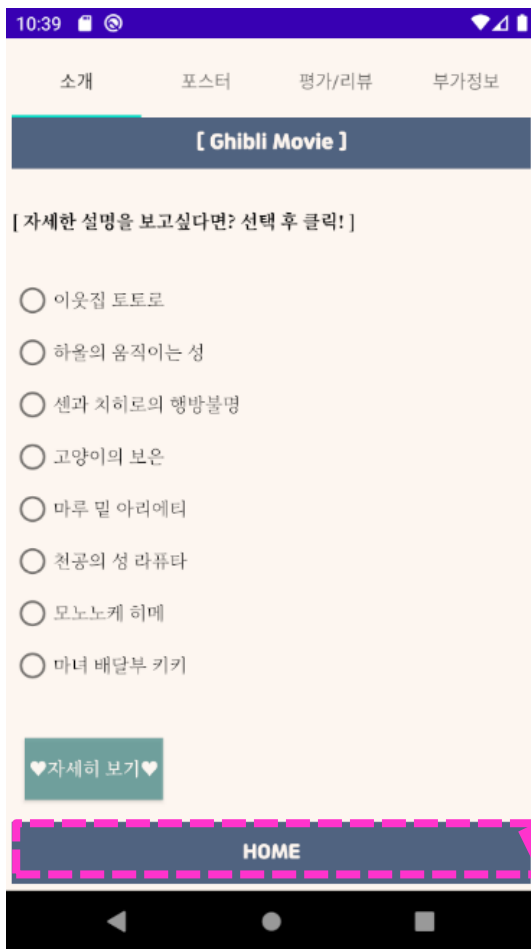 10:39
소개 포스터 평가/리뷰 부가정보
[ Ghibli Movie ]
[ 자세한 설명을 보고싶다면? 선택 후 클릭! ]
이웃집 토토로
하울의 움직이는 성
센과 치히로의 행방불명
고양이의 보은
마루 밑 아리에티
천공의 성 라퓨타
모노노케 히메
마녀 배달부 키키
♥자세히 보기♥
HOME